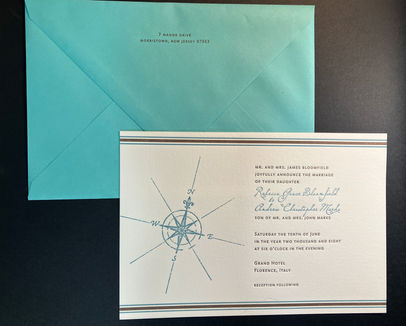 7 Manor Drive
Morristown, New Jersey 07963
N
W
E
S
Mr. and Mrs. James Bloomfield
joyfully announce the marriage
of their daughter
Rebecca Grace Bloomfield
to
Andrew Christopher Marks
son of Mr. and Mrs. John Marks
Saturday the tenth of June
in the year two thousand and eight
at six o'clock in the evening
Grand Hotel
Florence, Italy
reception following